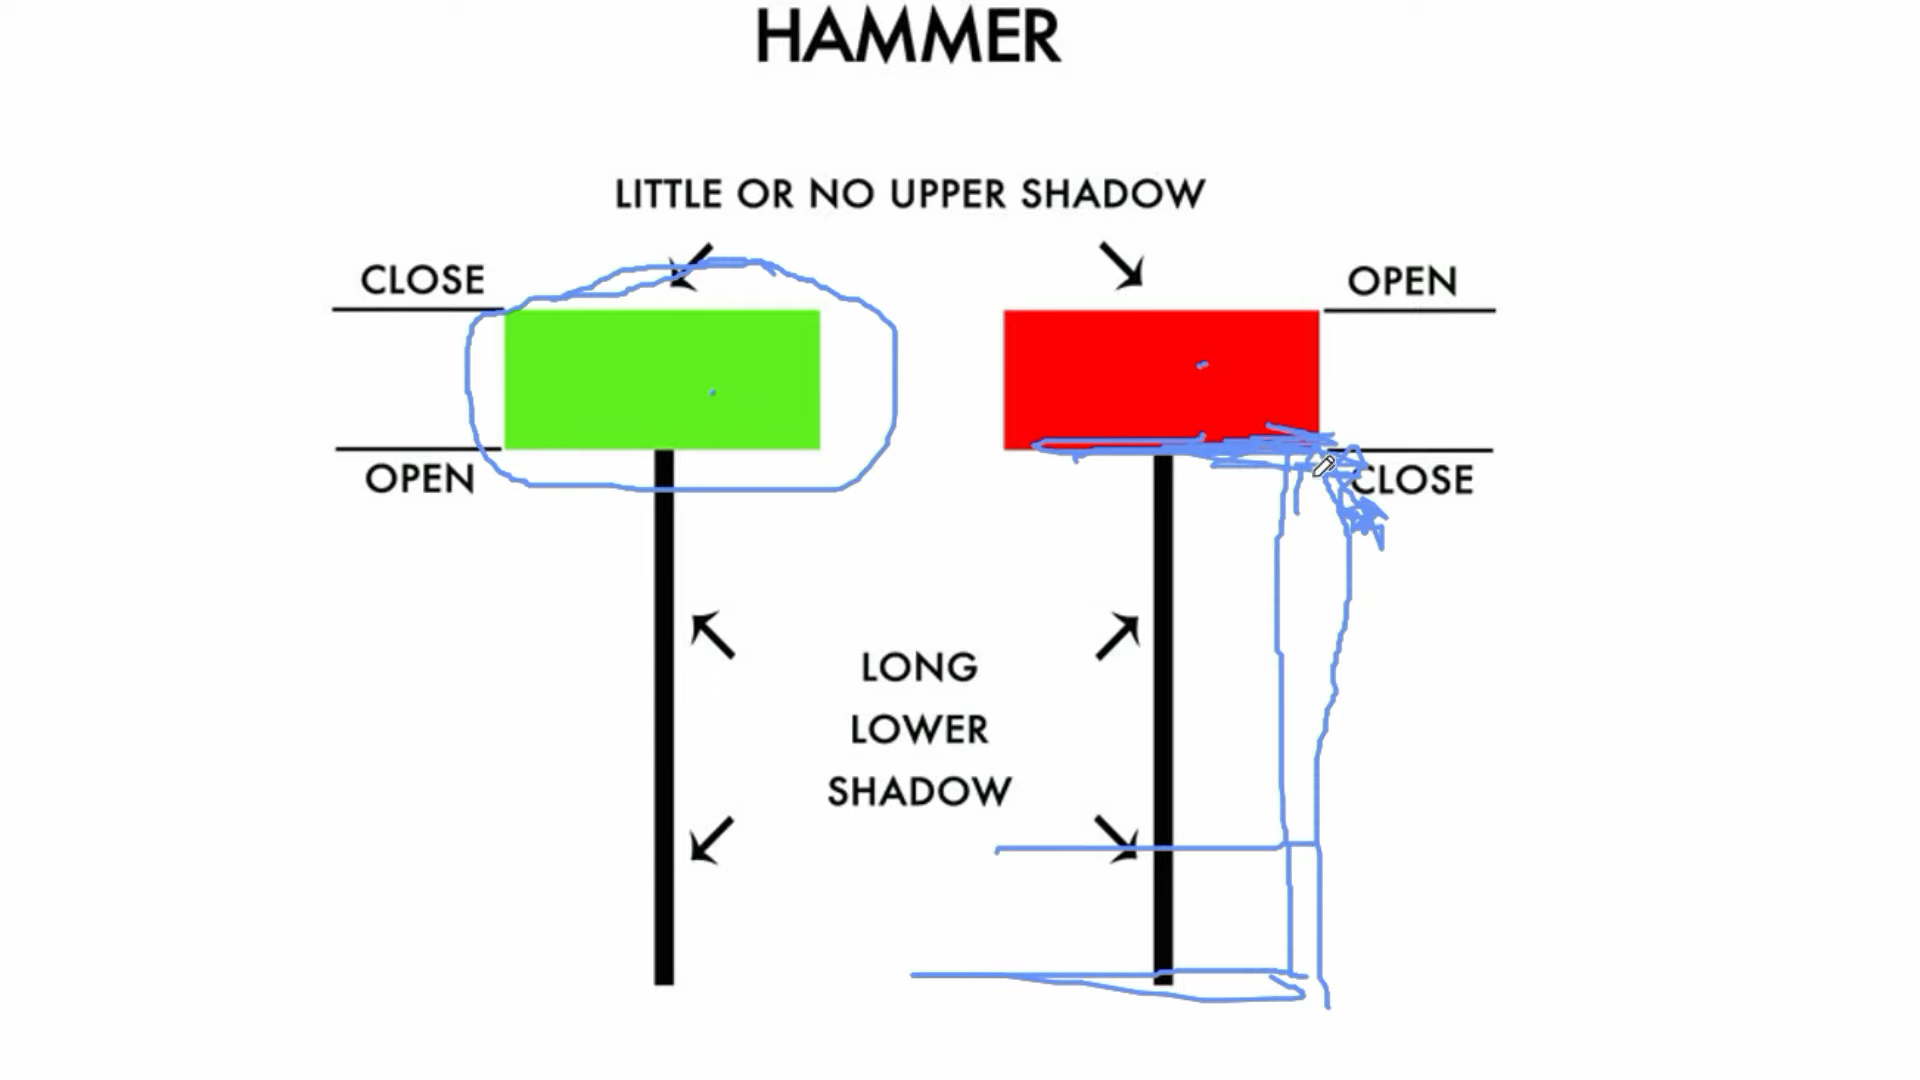 HAMMER
LITTLE OR NO UPPER SHADOW
CLOSE
OPEN
OPEN
CLOSE
LONG
LOWER
SHADOW